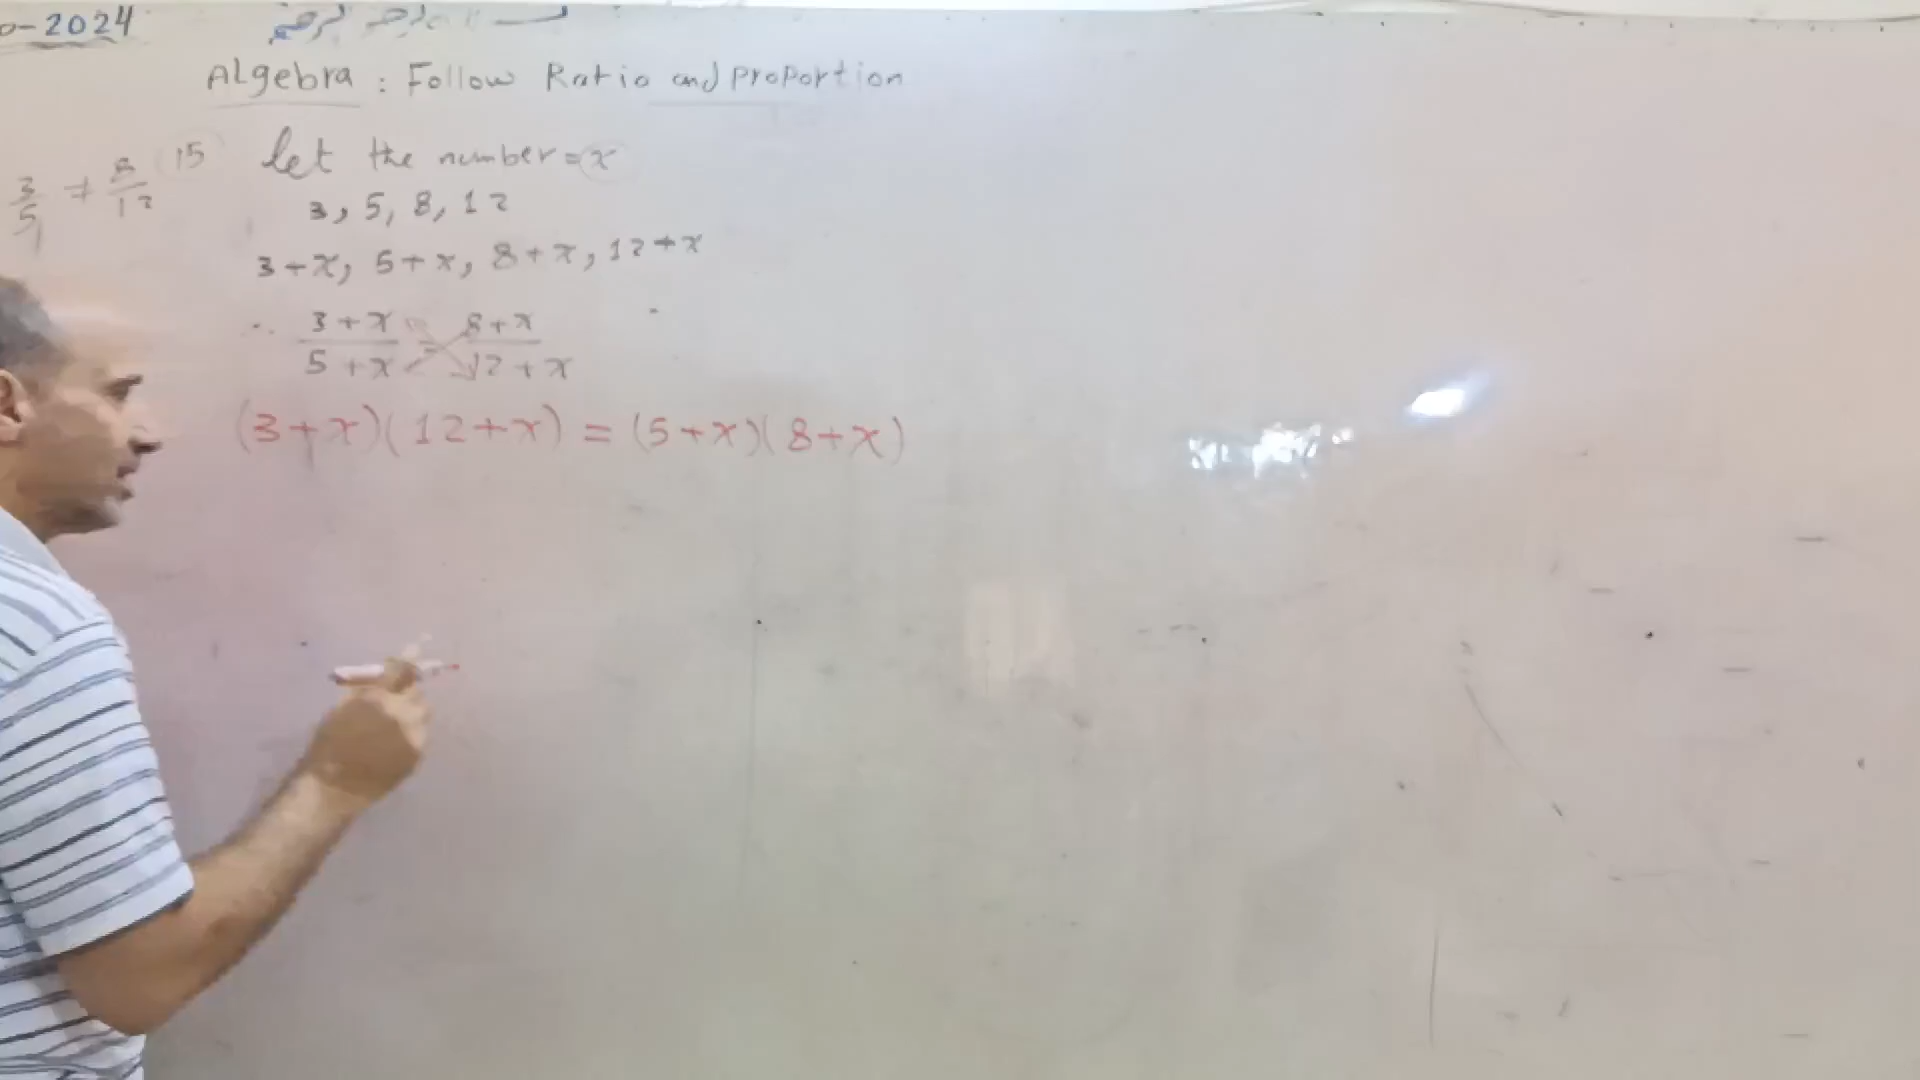 0-2024
Algebra : Follow Ratio and proportion
3/5 ≠ 8/12
15 let the number = x
3, 5, 8, 12
3+x, 5+x, 8+x, 12+x
∴ 3+x / 5+x = 8+x / 12+x
(3+x)(12+x) = (5+x)(8+x)